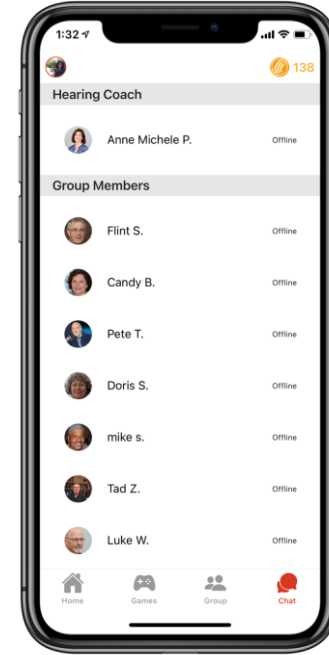 1:32
138
Hearing Coach
Anne Michele P. Offline
Group Members
Flint S. Offline
Candy B. Offline
Pete T. Offline
Doris S. Offline
mike s. Offline
Tad Z. Offline
Luke W. Offline
Home Games Group Chat